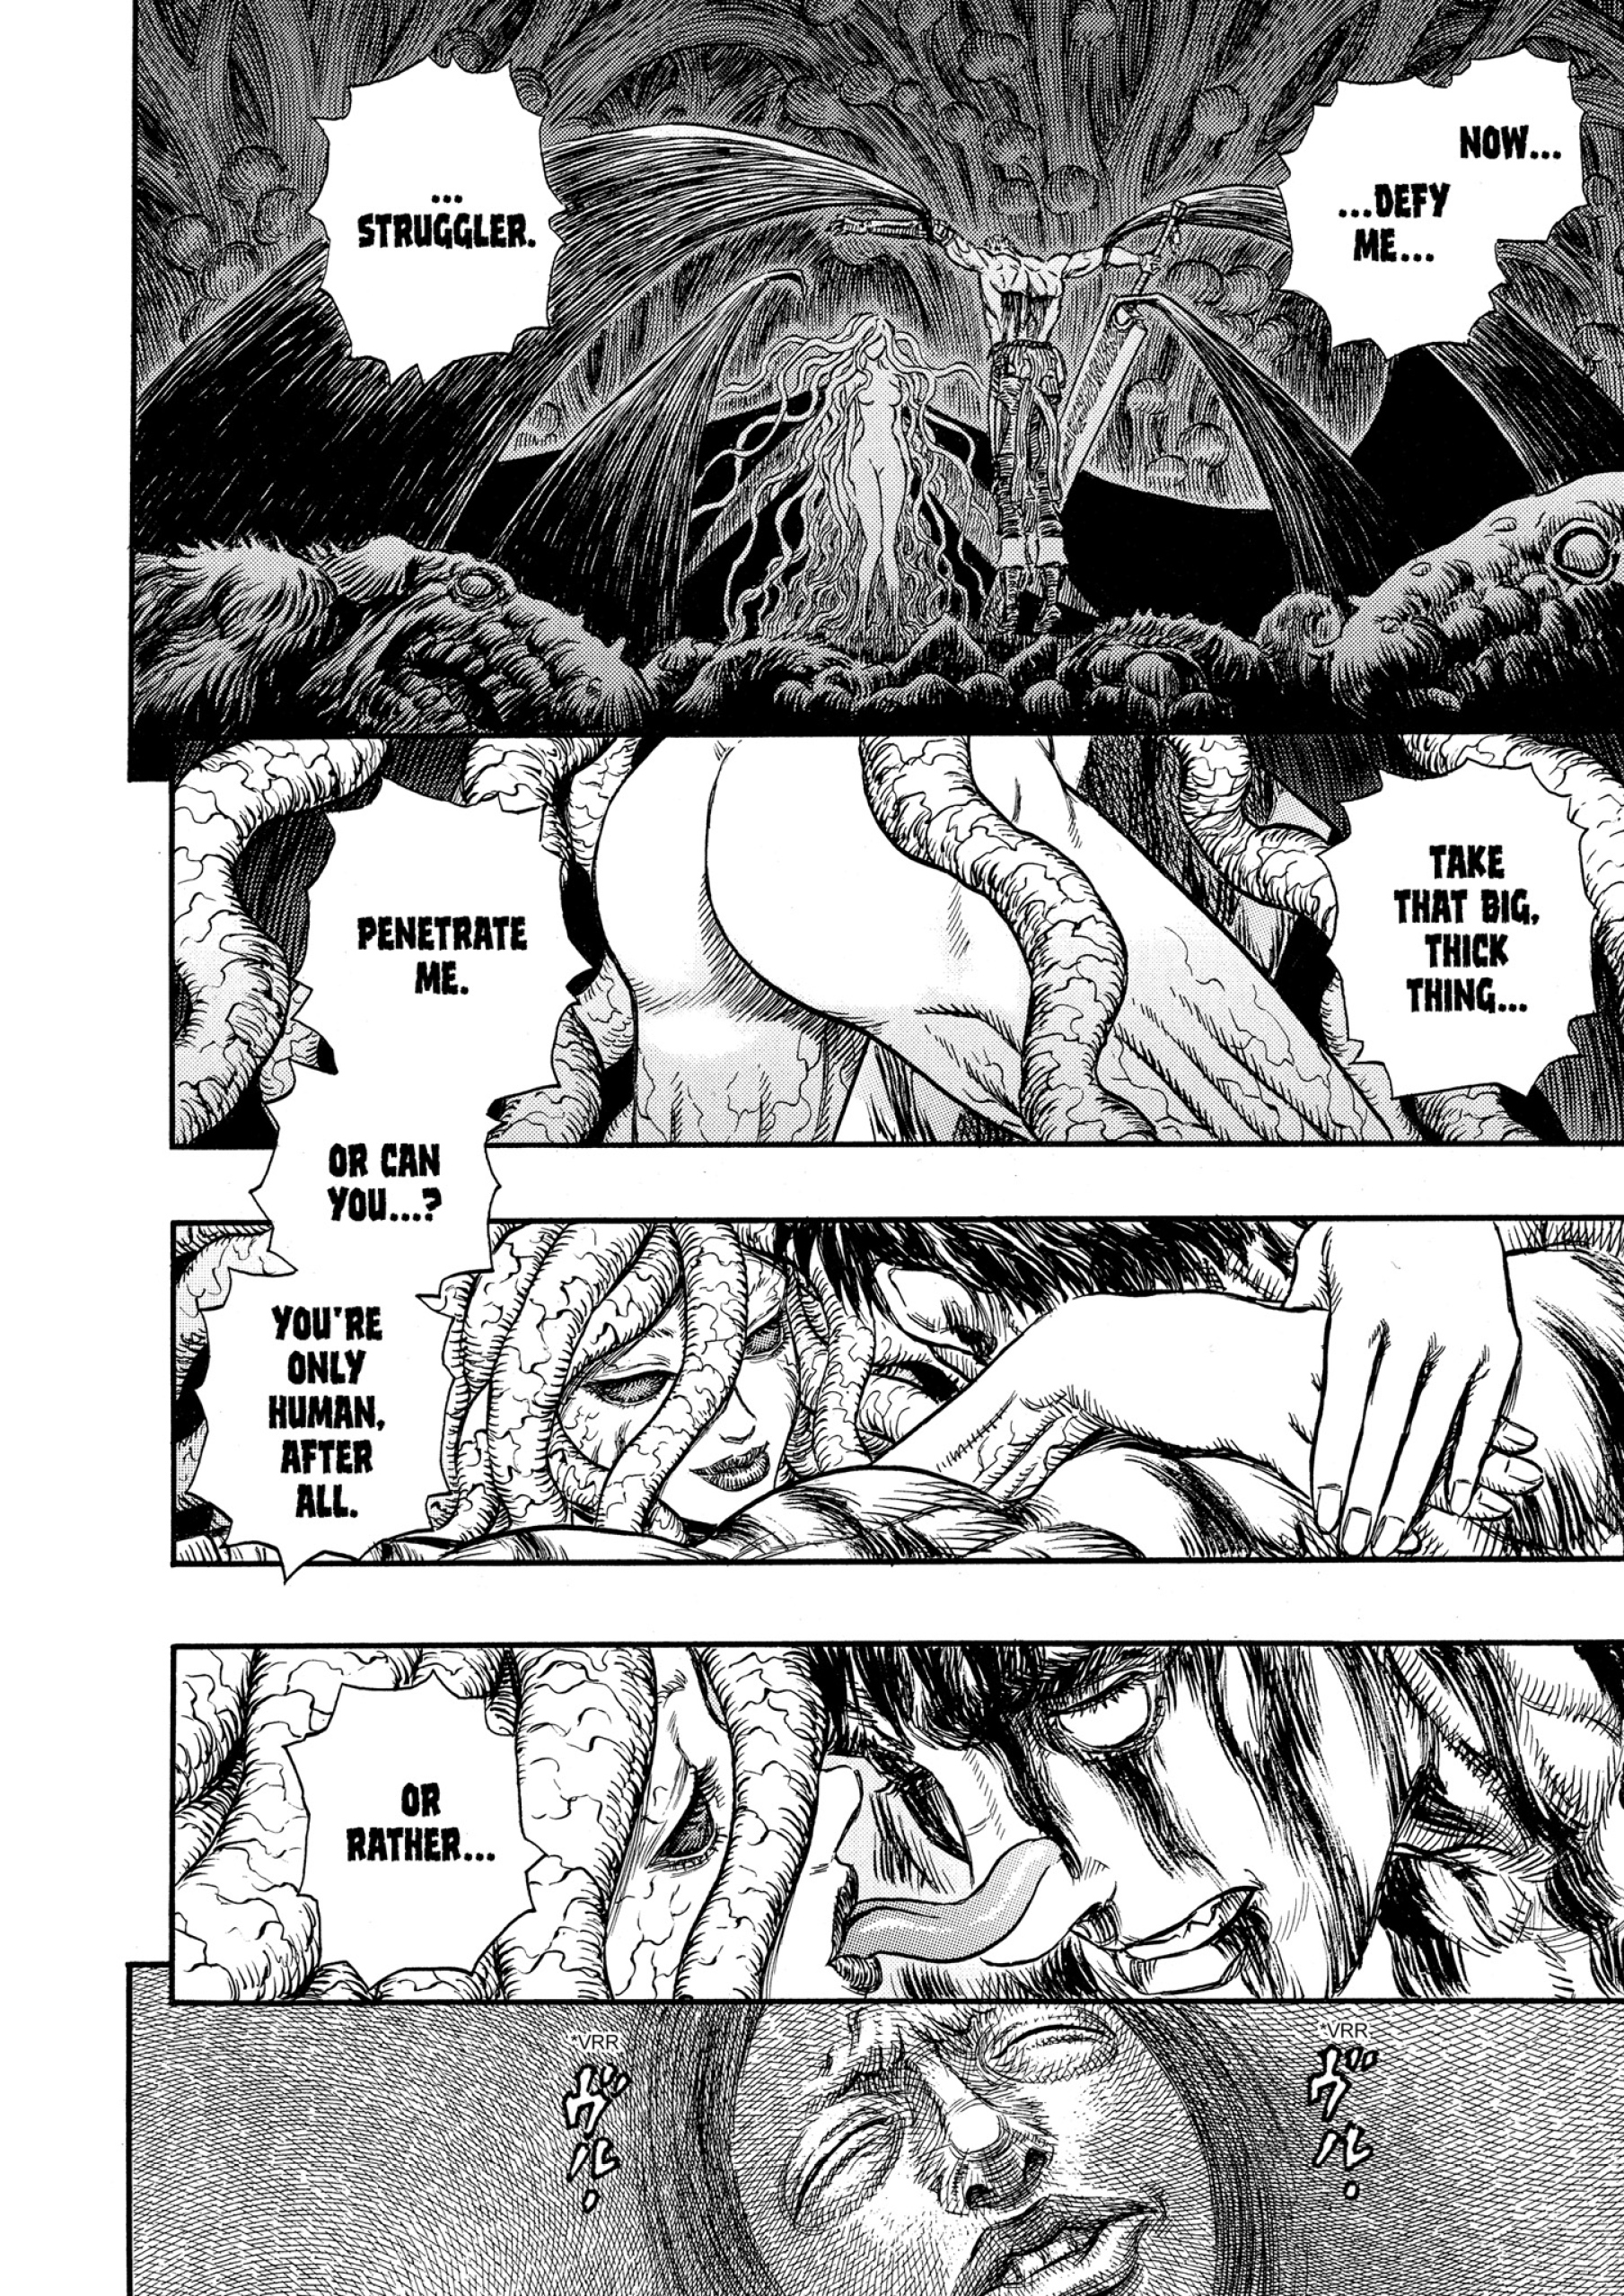 NOW...
...DEFY
ME...
...
STRUGGLER.
TAKE
THAT BIG,
THICK
THING...
PENETRATE
ME.
OR CAN
YOU...?
YOU'RE
ONLY
HUMAN,
AFTER
ALL.
OR
RATHER...
*VRR
ヴル・
*VRR
ヴル・